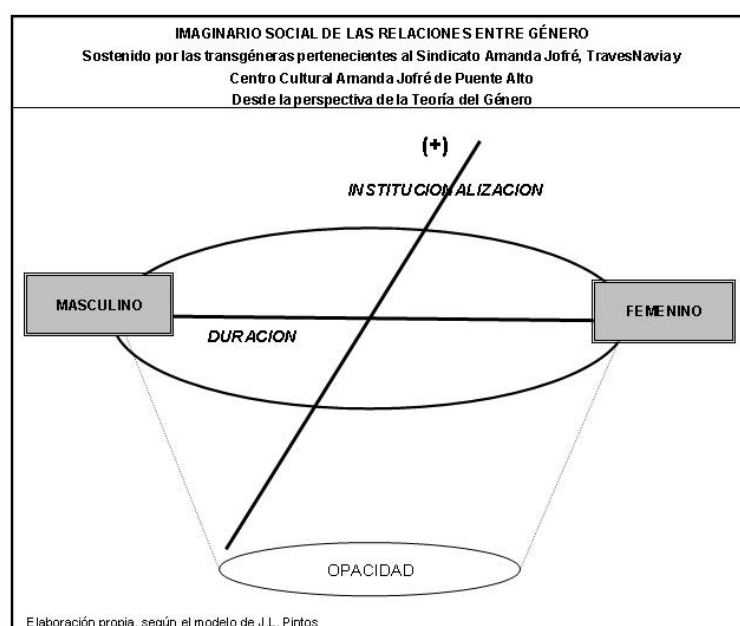 IMAGINARIO SOCIAL DE LAS RELACIONES ENTRE GÉNERO
Sostenido por las transgéneras pertenecientes al Sindicato Amanda Jofré, TravesNavia y
Centro Cultural Amanda Jofré de Puente Alto
Desde la perspectiva de la Teoría del Género
(+)
INSTITUCIONALIZACION
MASCULINO
FEMENINO
DURACION
OPACIDAD
Elaboración propia, según el modelo de J.L. Pintos